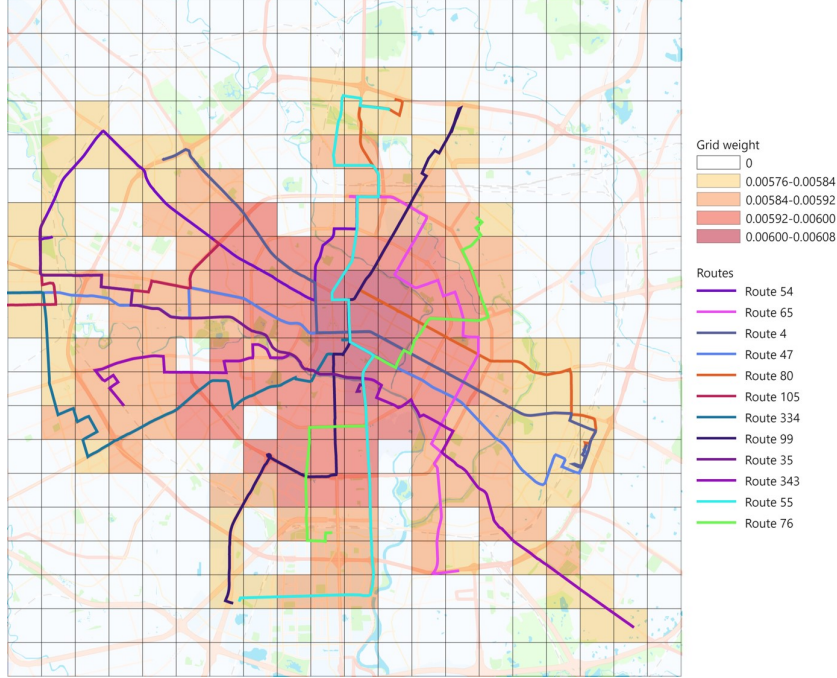 Grid weight
0
0.00576-0.00584
0.00584-0.00592
0.00592-0.00600
0.00600-0.00608
Routes
Route 54
Route 65
Route 4
Route 47
Route 80
Route 105
Route 334
Route 99
Route 35
Route 343
Route 55
Route 76